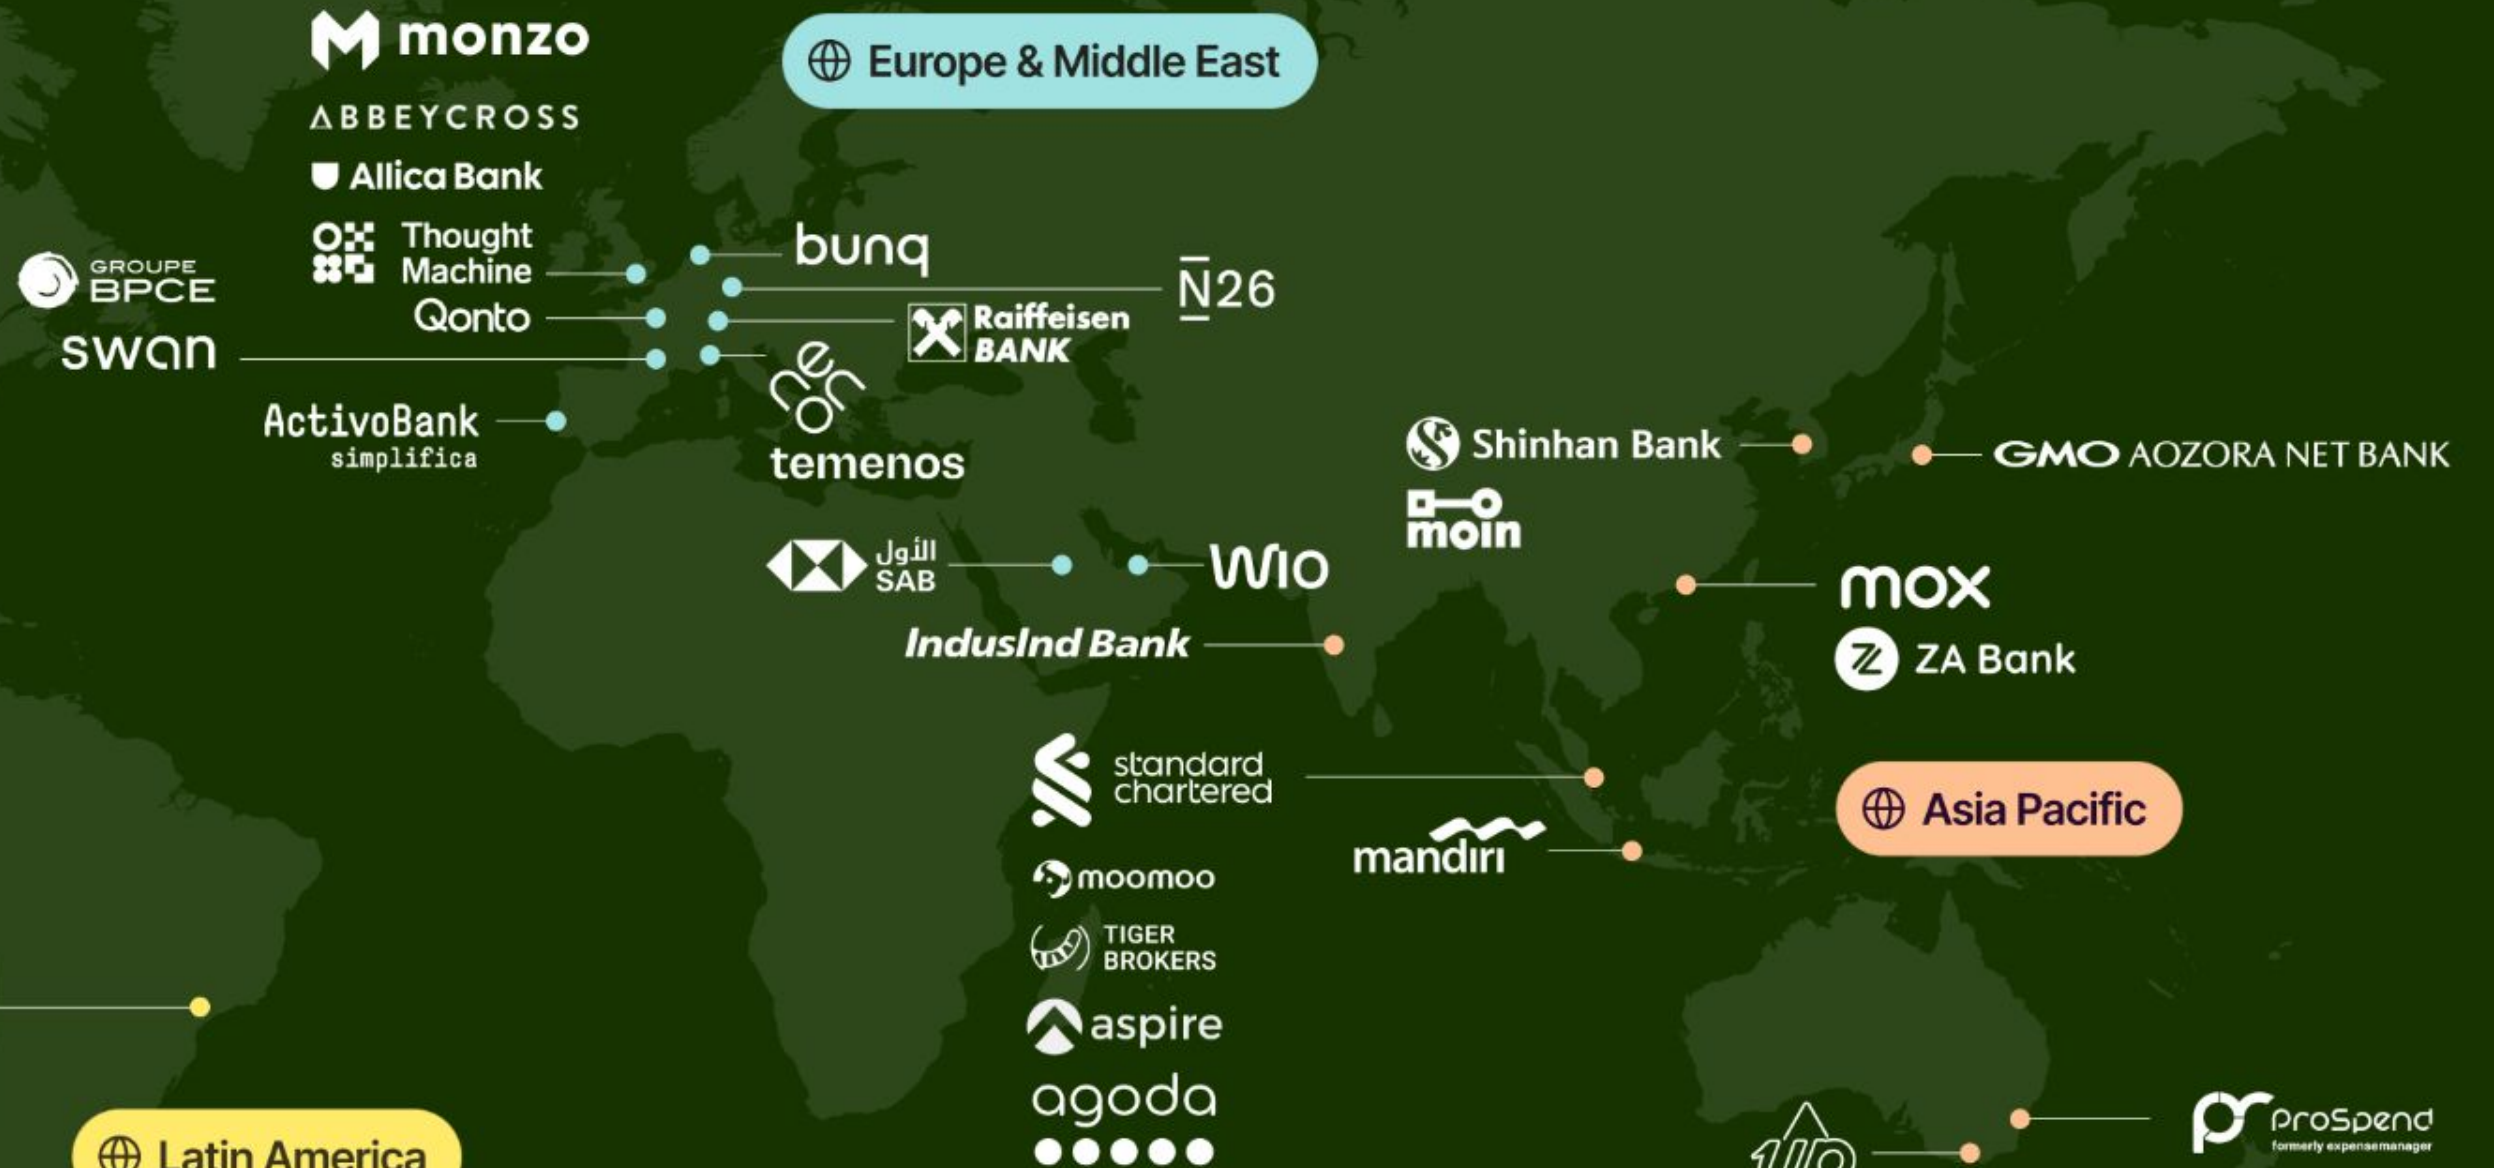 monzo
Europe & Middle East
ABBEYCROSS
Allica Bank
Thought
Machine
bunq
GROUPE
BPCE
N26
Qonto
Raiffeisen
BANK
swan
neon
ActivoBank
simplifica
temenos
Shinhan Bank
GMO AOZORA NET BANK
moin
الأول
SAB
WIO
mox
IndusInd Bank
ZA Bank
standard
chartered
Asia Pacific
mandiri
moomoo
TIGER
BROKERS
aspire
agoda
Latin America
up
ProSpend
formerly expensemanager